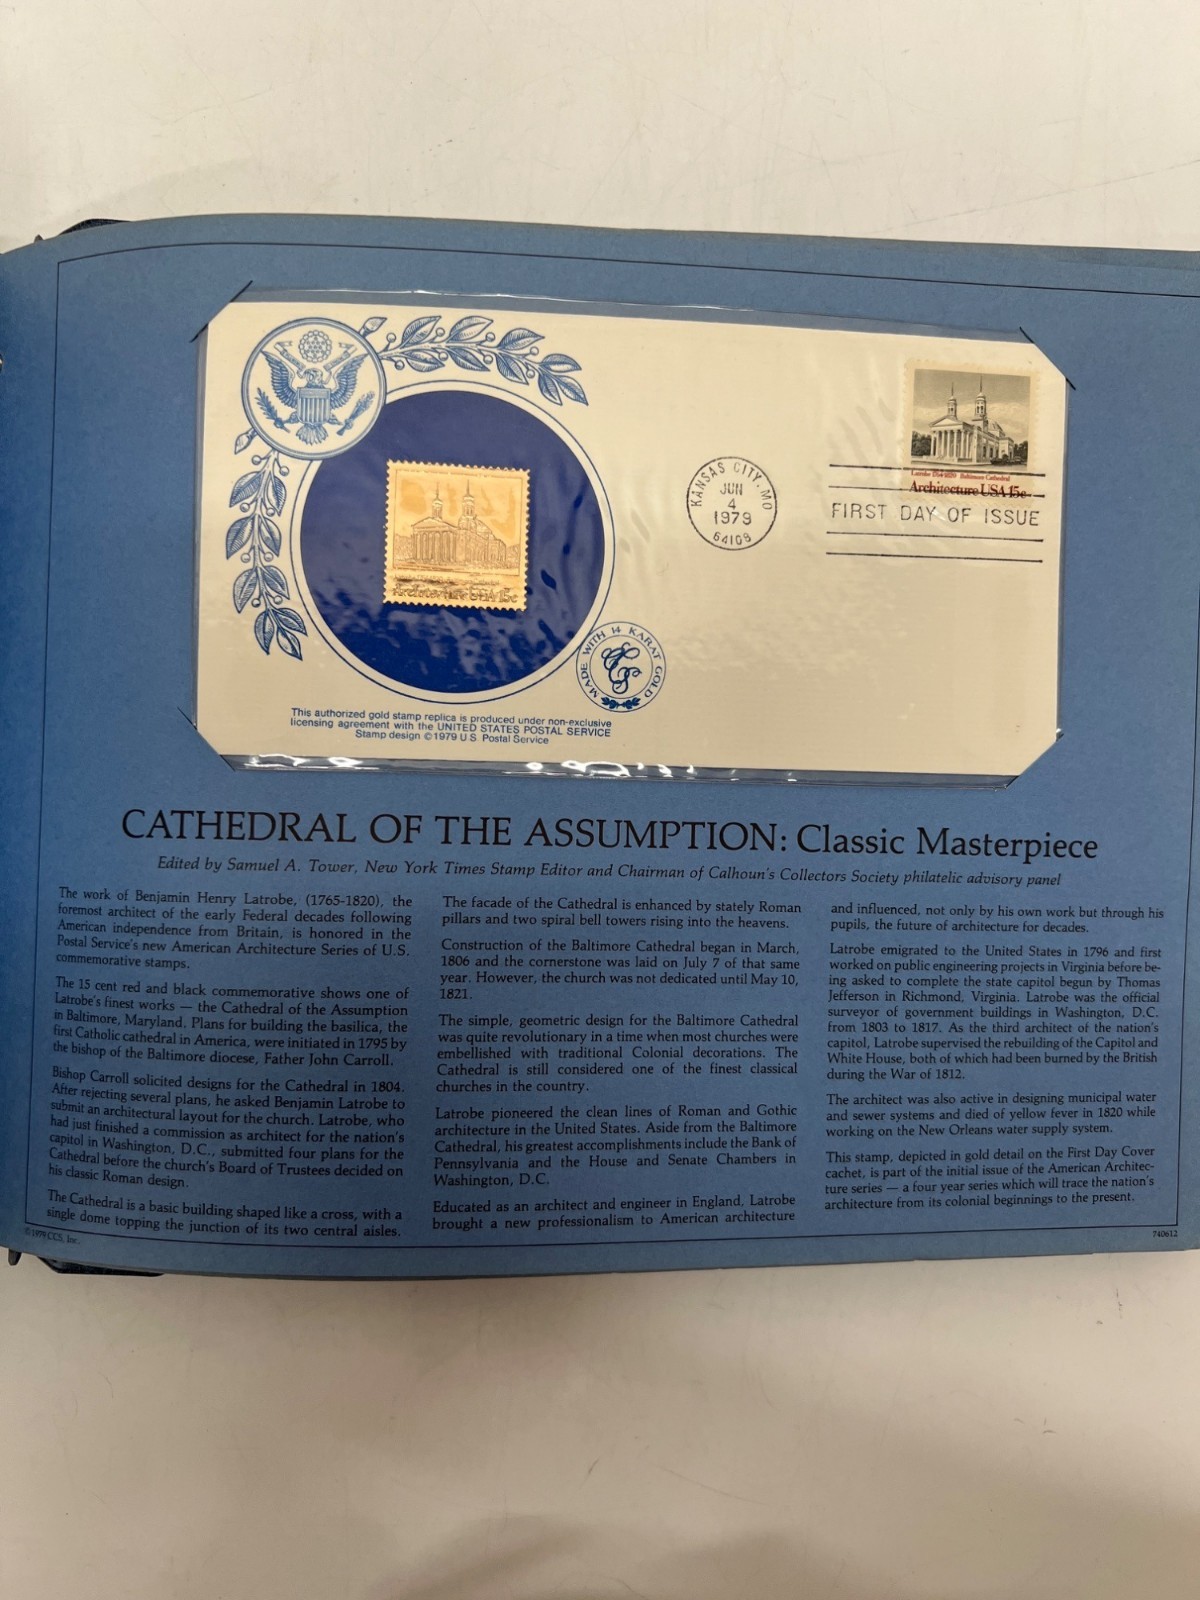 KANSAS CITY, MO
JUN
4
1979
64108
Latrobe 1764-1820 Baltimore Cathedral
Architecture USA 15c
FIRST DAY OF ISSUE
Architecture USA 15c
MADE WITH 14 KARAT GOLD
This authorized gold stamp replica is produced under non-exclusive
licensing agreement with the UNITED STATES POSTAL SERVICE
Stamp design ©1979 U.S. Postal Service
CATHEDRAL OF THE ASSUMPTION: Classic Masterpiece
Edited by Samuel A. Tower, New York Times Stamp Editor and Chairman of Calhoun's Collectors Society philatelic advisory panel
The work of Benjamin Henry Latrobe, (1765-1820), the
foremost architect of the early Federal decades following
American independence from Britain, is honored in the
Postal Service's new American Architecture Series of U.S.
commemorative stamps.
The 15 cent red and black commemorative shows one of
Latrobe's finest works — the Cathedral of the Assumption
in Baltimore, Maryland. Plans for building the basilica, the
first Catholic cathedral in America, were initiated in 1795 by
the bishop of the Baltimore diocese, Father John Carroll.
Bishop Carroll solicited designs for the Cathedral in 1804.
After rejecting several plans, he asked Benjamin Latrobe to
submit an architectural layout for the church. Latrobe, who
had just finished a commission as architect for the nation's
capitol in Washington, D.C., submitted four plans for the
Cathedral before the church's Board of Trustees decided on
his classic Roman design.
The Cathedral is a basic building shaped like a cross, with a
single dome topping the junction of its two central aisles.
The facade of the Cathedral is enhanced by stately Roman
pillars and two spiral bell towers rising into the heavens.
Construction of the Baltimore Cathedral began in March,
1806 and the cornerstone was laid on July 7 of that same
year. However, the church was not dedicated until May 10,
1821.
The simple, geometric design for the Baltimore Cathedral
was quite revolutionary in a time when most churches were
embellished with traditional Colonial decorations. The
Cathedral is still considered one of the finest classical
churches in the country.
Latrobe pioneered the clean lines of Roman and Gothic
architecture in the United States. Aside from the Baltimore
Cathedral, his greatest accomplishments include the Bank of
Pennsylvania and the House and Senate Chambers in
Washington, D.C.
Educated as an architect and engineer in England, Latrobe
brought a new professionalism to American architecture
and influenced, not only by his own work but through his
pupils, the future of architecture for decades.
Latrobe emigrated to the United States in 1796 and first
worked on public engineering projects in Virginia before be-
ing asked to complete the state capitol begun by Thomas
Jefferson in Richmond, Virginia. Latrobe was the official
surveyor of government buildings in Washington, D.C.
from 1803 to 1817. As the third architect of the nation's
capitol, Latrobe supervised the rebuilding of the Capitol and
White House, both of which had been burned by the British
during the War of 1812.
The architect was also active in designing municipal water
and sewer systems and died of yellow fever in 1820 while
working on the New Orleans water supply system.
This stamp, depicted in gold detail on the First Day Cover
cachet, is part of the initial issue of the American Architec-
ture series — a four year series which will trace the nation's
architecture from its colonial beginnings to the present.
©1979 CCS, Inc.
740612